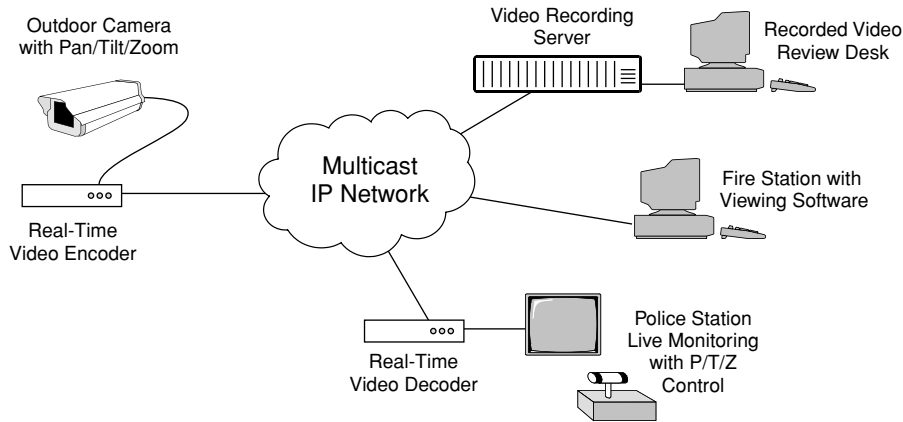 Outdoor Camera
with Pan/Tilt/Zoom
Video Recording
Server
Recorded Video
Review Desk
Multicast
IP Network
Real-Time
Video Encoder
Fire Station with
Viewing Software
Real-Time
Video Decoder
Police Station
Live Monitoring
with P/T/Z
Control